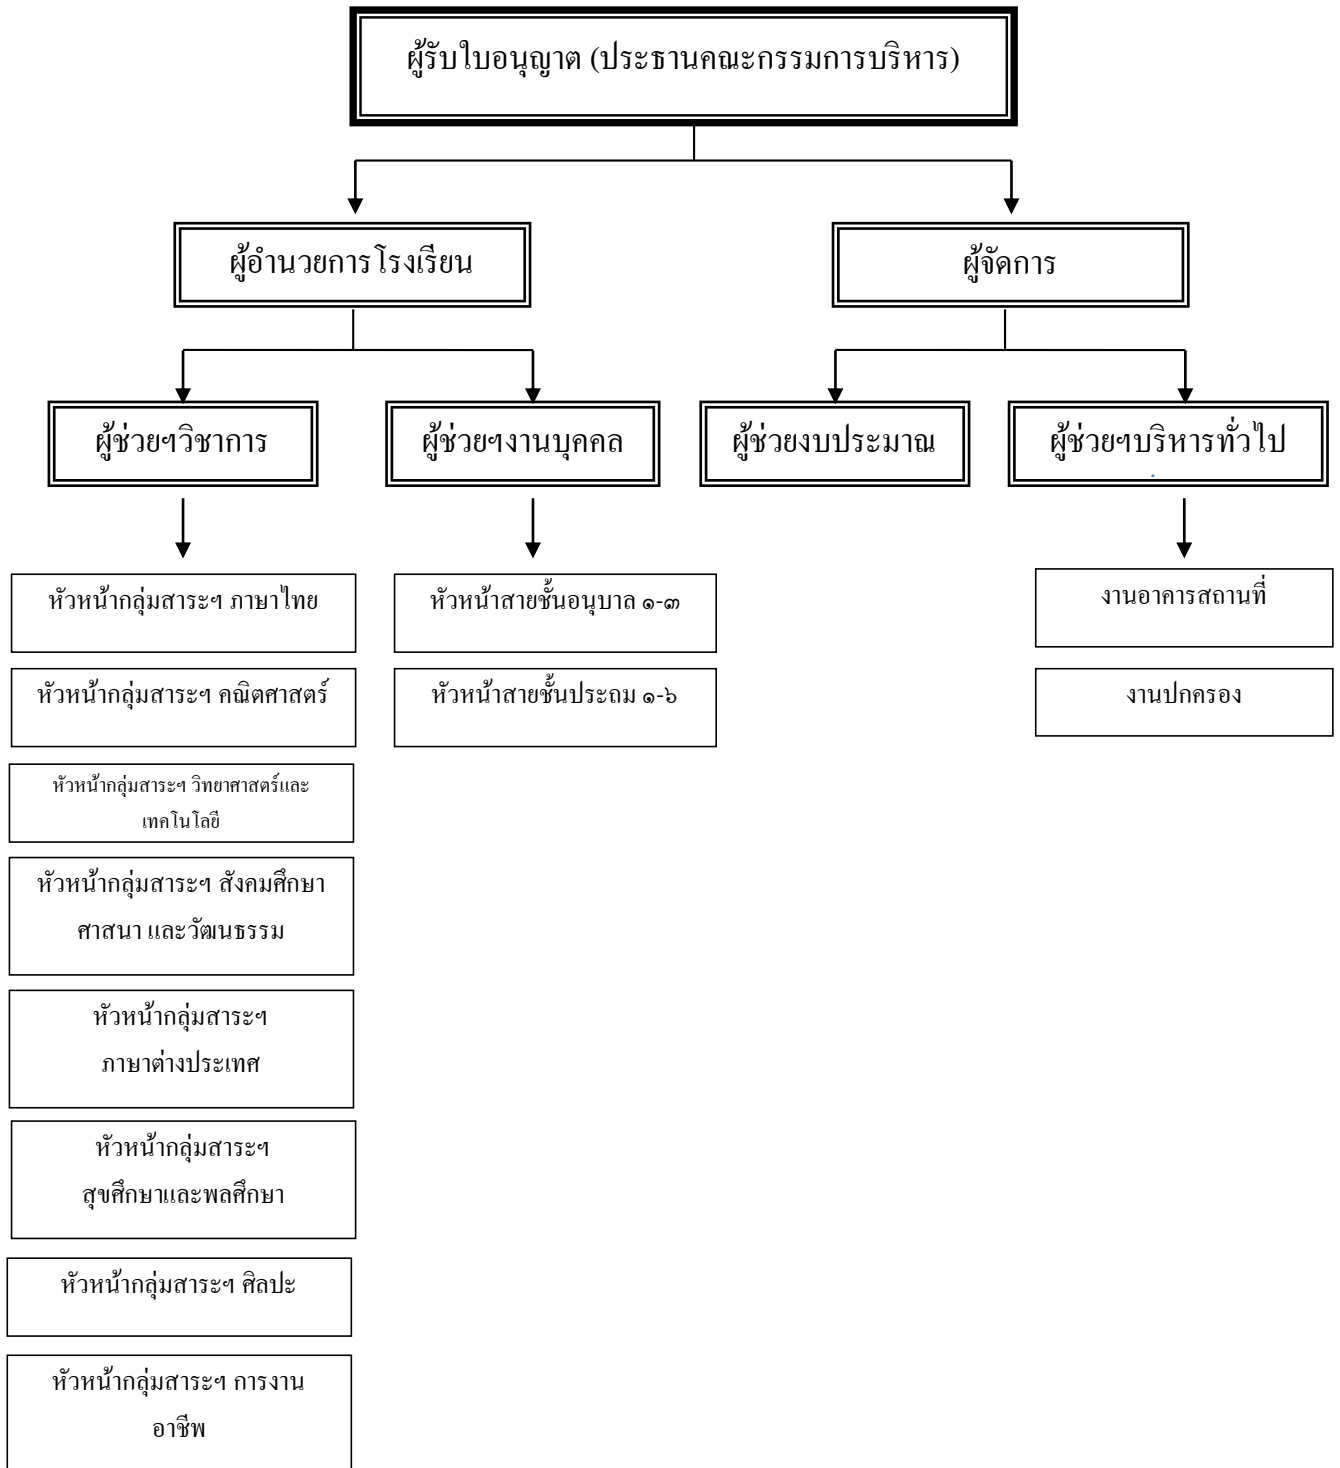 ผู้รับใบอนุญาต (ประธานคณะกรรมการบริหาร)
ผู้อำนวยการโรงเรียน
ผู้จัดการ
ผู้ช่วยฯวิชาการ
ผู้ช่วยฯงานบุคคล
ผู้ช่วยงบประมาณ
ผู้ช่วยฯบริหารทั่วไป
หัวหน้ากลุ่มสาระฯ ภาษาไทย
หัวหน้าสายชั้นอนุบาล ๑-๓
งานอาคารสถานที่
หัวหน้ากลุ่มสาระฯ คณิตศาสตร์
หัวหน้าสายชั้นประถม ๑-๖
งานปกครอง
หัวหน้ากลุ่มสาระฯ วิทยาศาสตร์และ
เทคโนโลยี
หัวหน้ากลุ่มสาระฯ สังคมศึกษา
ศาสนา และวัฒนธรรม
หัวหน้ากลุ่มสาระฯ
ภาษาต่างประเทศ
หัวหน้ากลุ่มสาระฯ
สุขศึกษาและพลศึกษา
หัวหน้ากลุ่มสาระฯ ศิลปะ
หัวหน้ากลุ่มสาระฯ การงาน
อาชีพ